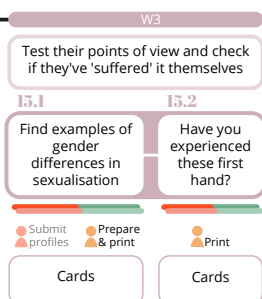 W3
Test their points of view and check
if they've 'suffered' it themselves
15.1
15.2
Find examples of
gender
differences in
sexualisation
Have you
experienced
these first
hand?
Submit
profiles
Prepare
& print
Print
Cards
Cards